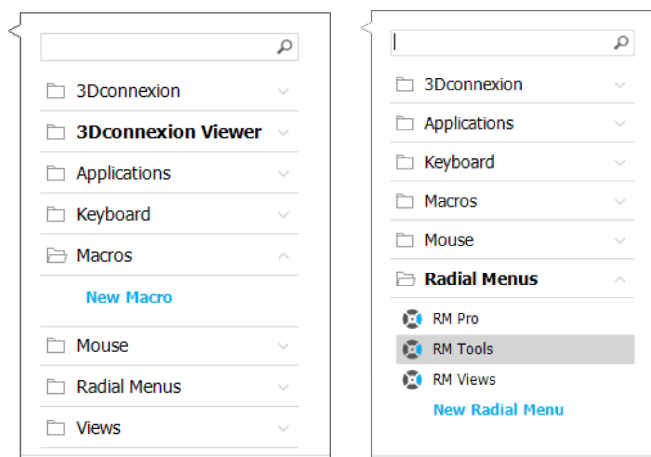 3Dconnexion
3Dconnexion Viewer
Applications
Keyboard
Macros
New Macro
Mouse
Radial Menus
Views
3Dconnexion
Applications
Keyboard
Macros
Mouse
Radial Menus
RM Pro
RM Tools
RM Views
New Radial Menu